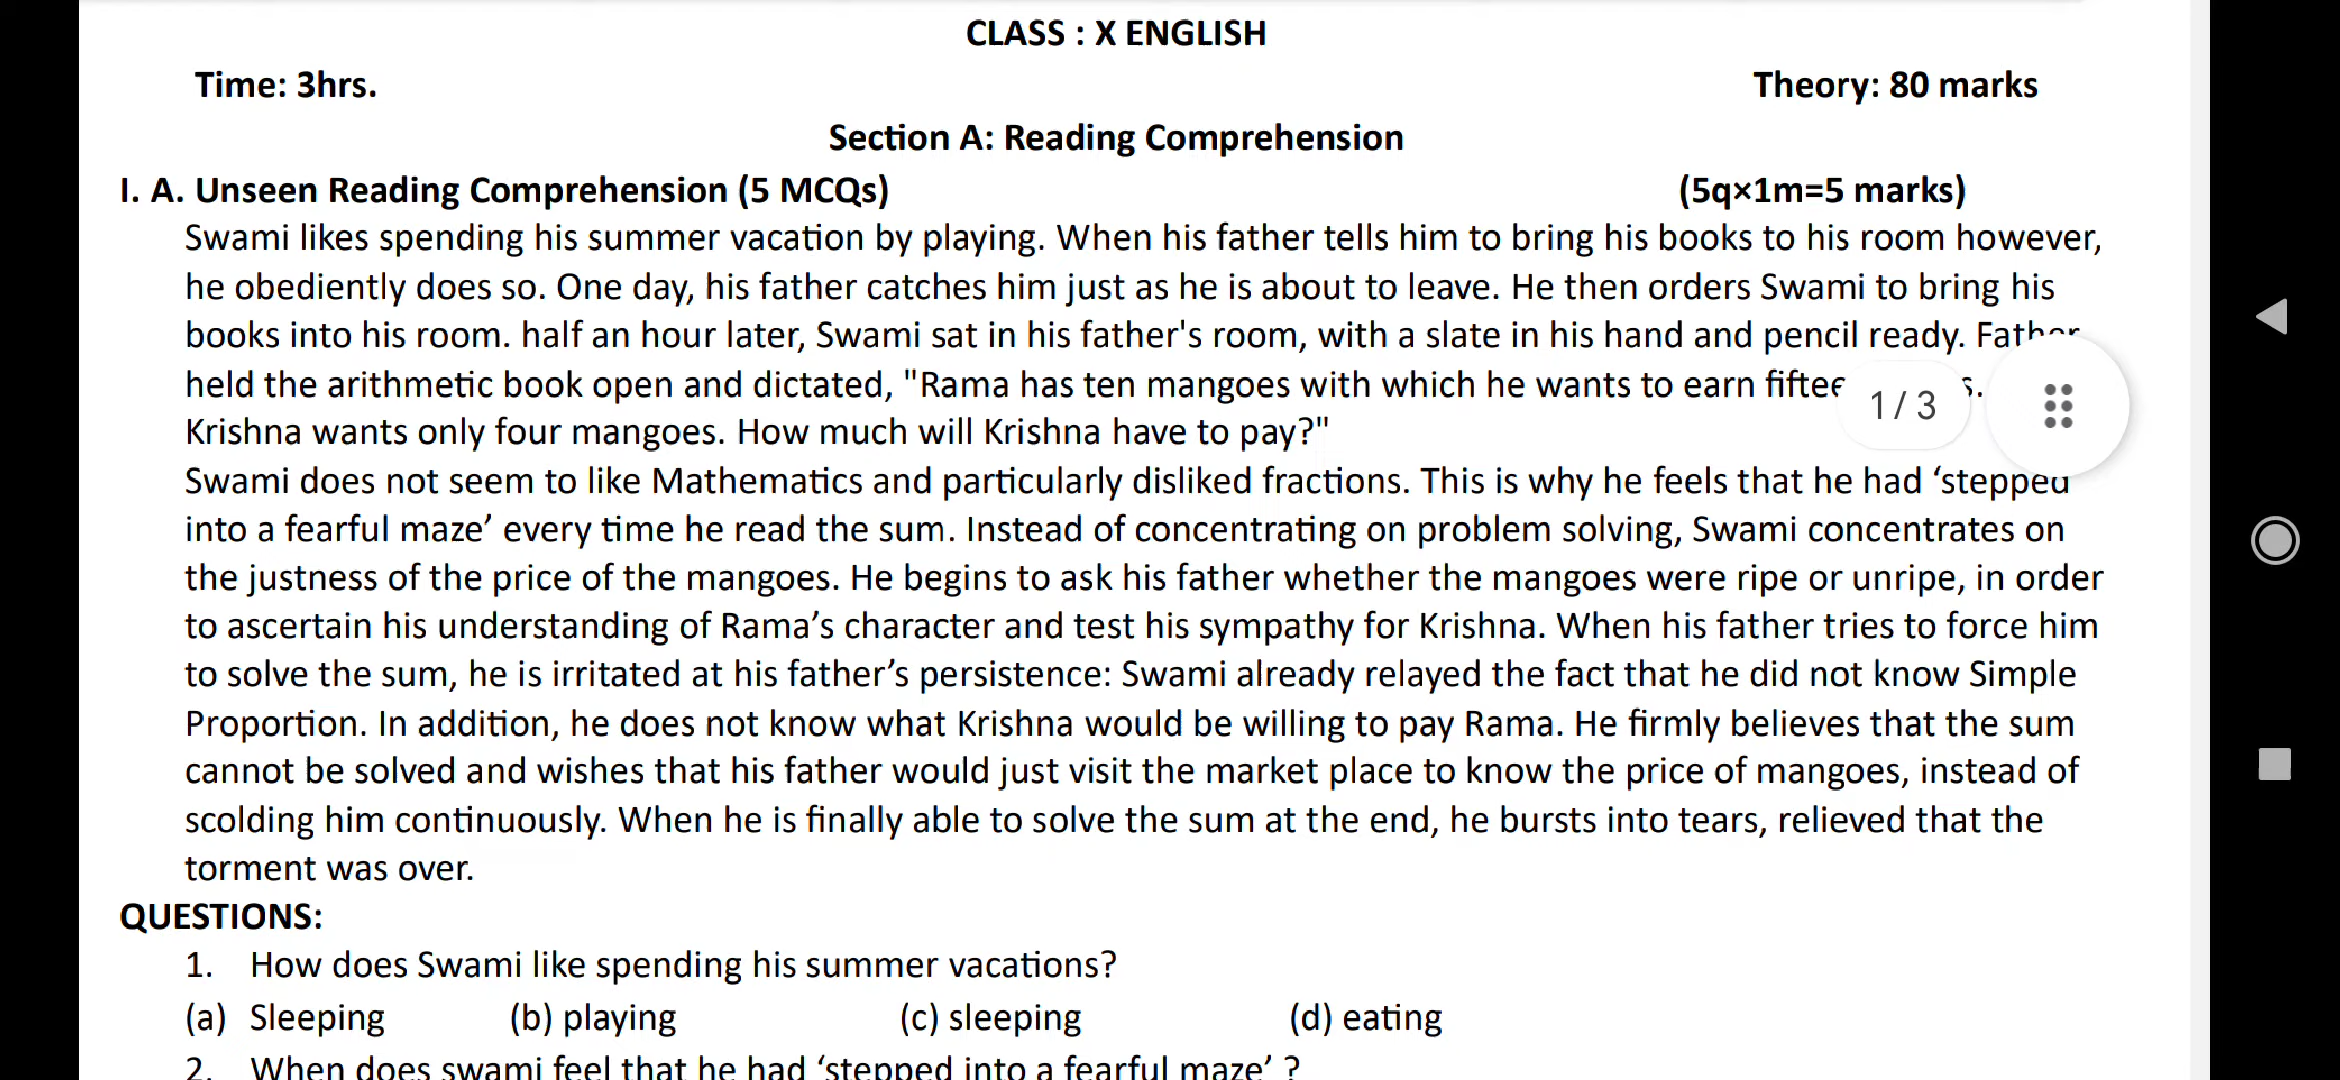 CLASS : X ENGLISH
Time: 3hrs. Theory: 80 marks
Section A: Reading Comprehension
I. A. Unseen Reading Comprehension (5 MCQs) (5q×1m=5 marks)
Swami likes spending his summer vacation by playing. When his father tells him to bring his books to his room however,
he obediently does so. One day, his father catches him just as he is about to leave. He then orders Swami to bring his
books into his room. half an hour later, Swami sat in his father's room, with a slate in his hand and pencil ready. Father
held the arithmetic book open and dictated, "Rama has ten mangoes with which he wants to earn
1 / 3
Krishna wants only four mangoes. How much will Krishna have to pay?"
Swami does not seem to like Mathematics and particularly disliked fractions. This is why he feels that he had ‘stepped
into a fearful maze’ every time he read the sum. Instead of concentrating on problem solving, Swami concentrates on
the justness of the price of the mangoes. He begins to ask his father whether the mangoes were ripe or unripe, in order
to ascertain his understanding of Rama’s character and test his sympathy for Krishna. When his father tries to force him
to solve the sum, he is irritated at his father’s persistence: Swami already relayed the fact that he did not know Simple
Proportion. In addition, he does not know what Krishna would be willing to pay Rama. He firmly believes that the sum
cannot be solved and wishes that his father would just visit the market place to know the price of mangoes, instead of
scolding him continuously. When he is finally able to solve the sum at the end, he bursts into tears, relieved that the
torment was over.
QUESTIONS:
1. How does Swami like spending his summer vacations?
(a) Sleeping (b) playing (c) sleeping (d) eating
2. When does swami feel that he had ‘stepped into a fearful maze’ ?